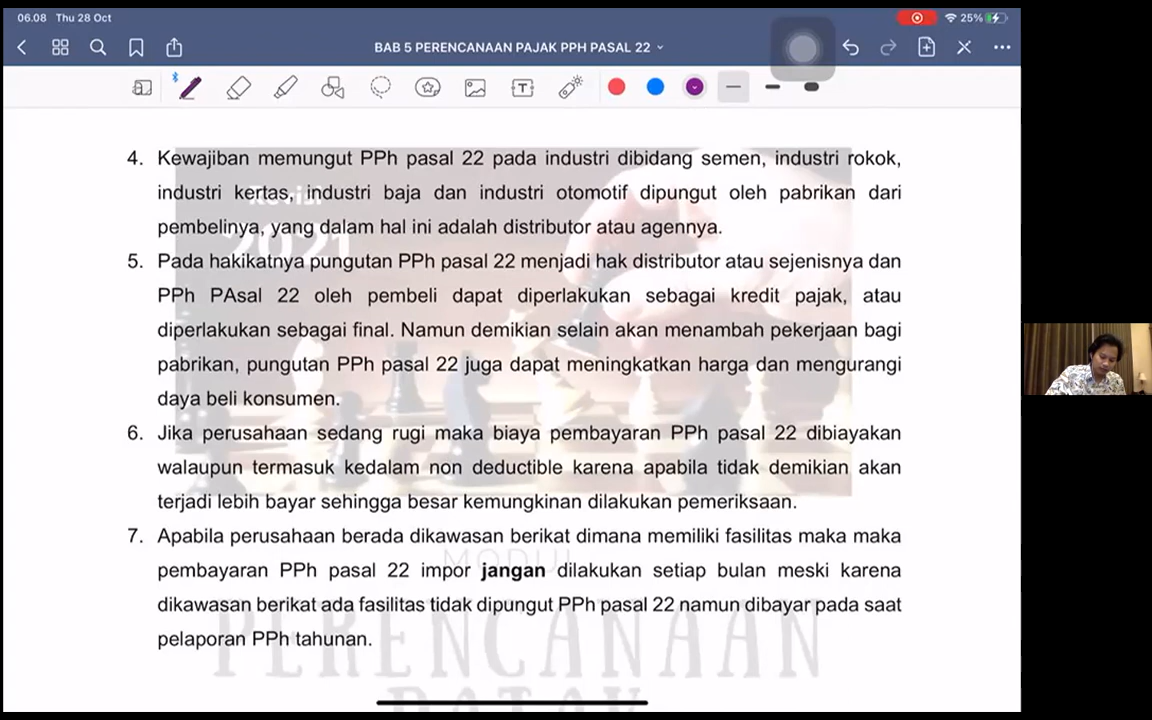 06.08 Thu 28 Oct
25%
BAB 5 PERENCANAAN PAJAK PPH PASAL 22
T
4. Kewajiban memungut PPh pasal 22 pada industri dibidang semen, industri rokok,
industri kertas, industri baja dan industri otomotif dipungut oleh pabrikan dari
pembelinya, yang dalam hal ini adalah distributor atau agennya.
5. Pada hakikatnya pungutan PPh pasal 22 menjadi hak distributor atau sejenisnya dan
PPh PAsal 22 oleh pembeli dapat diperlakukan sebagai kredit pajak, atau
diperlakukan sebagai final. Namun demikian selain akan menambah pekerjaan bagi
pabrikan, pungutan PPh pasal 22 juga dapat meningkatkan harga dan mengurangi
daya beli konsumen.
6. Jika perusahaan sedang rugi maka biaya pembayaran PPh pasal 22 dibiayakan
walaupun termasuk kedalam non deductible karena apabila tidak demikian akan
terjadi lebih bayar sehingga besar kemungkinan dilakukan pemeriksaan.
7. Apabila perusahaan berada dikawasan berikat dimana memiliki fasilitas maka maka
pembayaran PPh pasal 22 impor jangan dilakukan setiap bulan meski karena
dikawasan berikat ada fasilitas tidak dipungut PPh pasal 22 namun dibayar pada saat
pelaporan PPh tahunan.
Revisi
2021
MODUL
PERENCANAAN
PAJAK